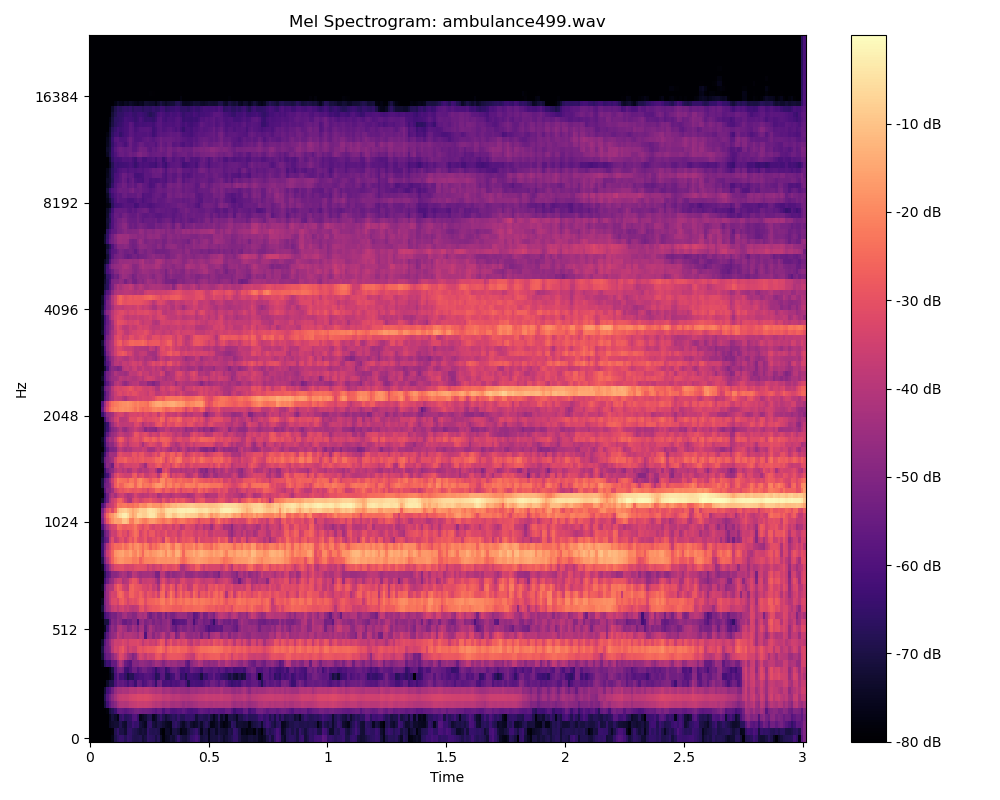 Mel Spectrogram: ambulance499.wav
16384
8192
4096
2048
1024
512
0
Hz
0 0.5 1 1.5 2 2.5 3
Time
-10 dB
-20 dB
-30 dB
-40 dB
-50 dB
-60 dB
-70 dB
-80 dB